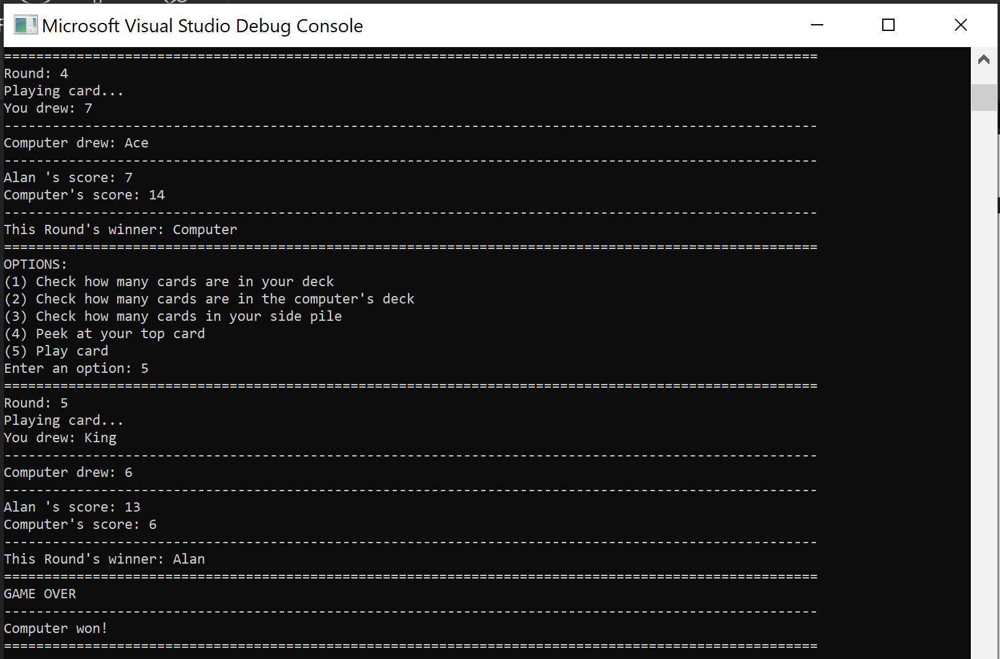 Microsoft Visual Studio Debug Console
=====================================================================================================
Round: 4
Playing card...
You drew: 7
-----------------------------------------------------------------------------------------------------
Computer drew: Ace
-----------------------------------------------------------------------------------------------------
Alan 's score: 7
Computer's score: 14
-----------------------------------------------------------------------------------------------------
This Round's winner: Computer
=====================================================================================================
OPTIONS:
(1) Check how many cards are in your deck
(2) Check how many cards are in the computer's deck
(3) Check how many cards in your side pile
(4) Peek at your top card
(5) Play card
Enter an option: 5
=====================================================================================================
Round: 5
Playing card...
You drew: King
-----------------------------------------------------------------------------------------------------
Computer drew: 6
-----------------------------------------------------------------------------------------------------
Alan 's score: 13
Computer's score: 6
-----------------------------------------------------------------------------------------------------
This Round's winner: Alan
=====================================================================================================
GAME OVER
-----------------------------------------------------------------------------------------------------
Computer won!
=====================================================================================================